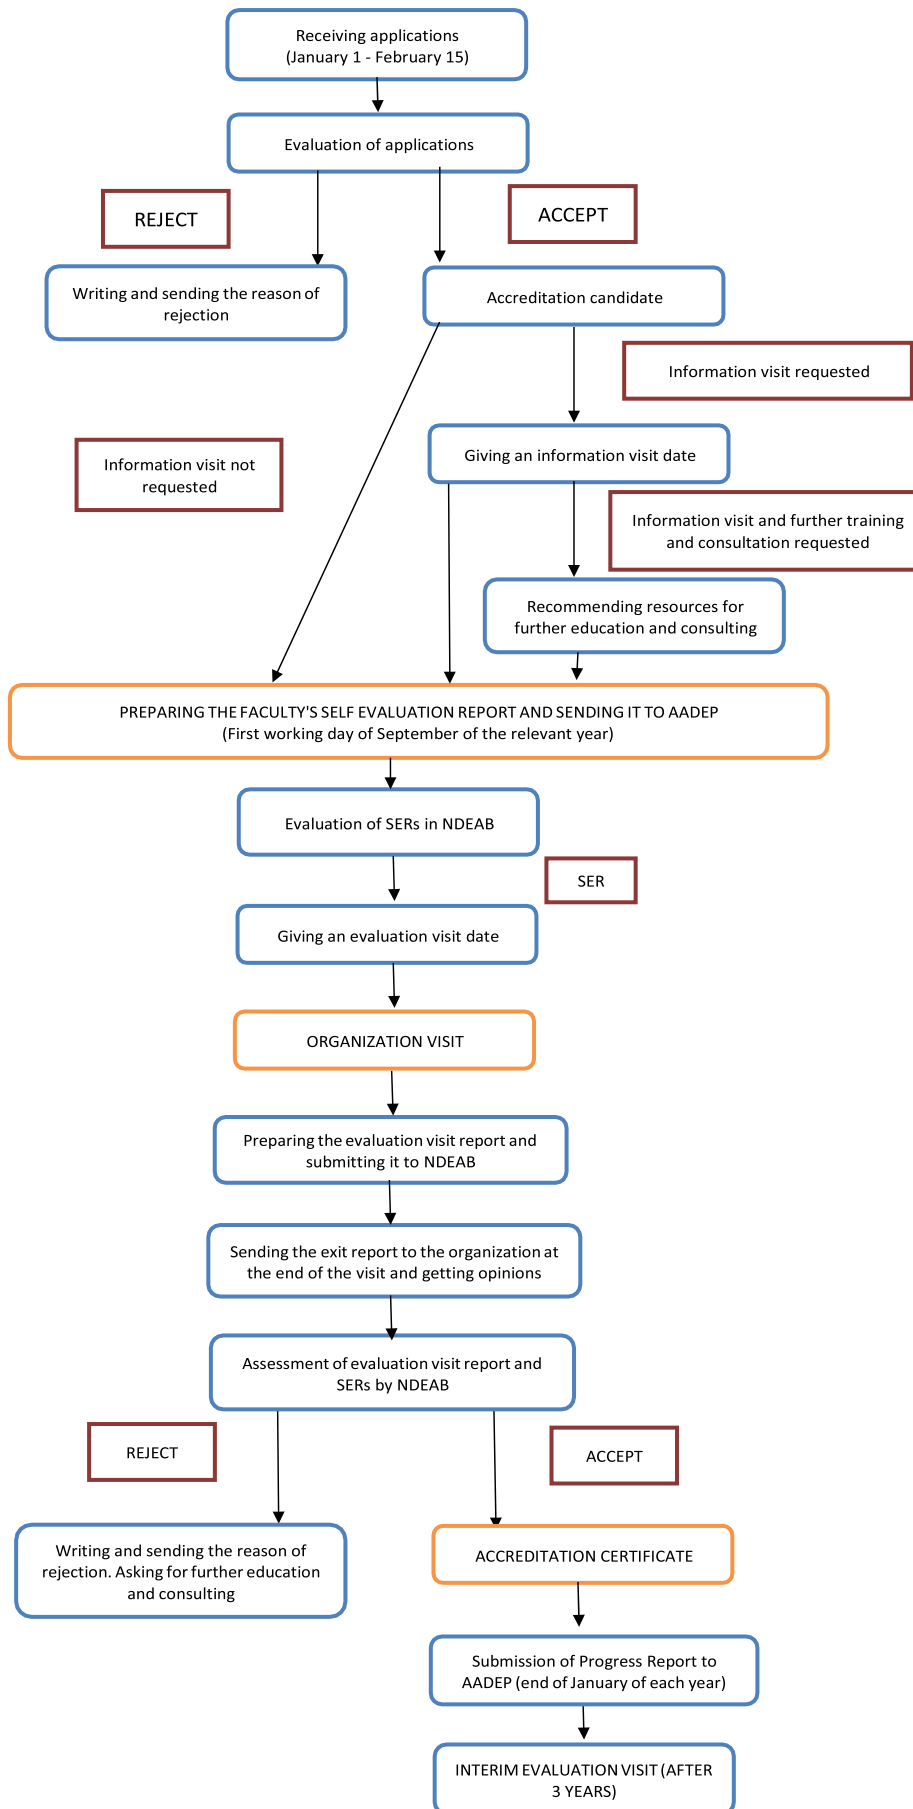 Receiving applications
(January 1 - February 15)
Evaluation of applications
REJECT
ACCEPT
Writing and sending the reason of
rejection
Accreditation candidate
Information visit requested
Information visit not
requested
Giving an information visit date
Information visit and further training
and consultation requested
Recommending resources for
further education and consulting
PREPARING THE FACULTY'S SELF EVALUATION REPORT AND SENDING IT TO AADEP
(First working day of September of the relevant year)
Evaluation of SERs in NDEAB
SER
Giving an evaluation visit date
ORGANIZATION VISIT
Preparing the evaluation visit report and
submitting it to NDEAB
Sending the exit report to the organization at
the end of the visit and getting opinions
Assessment of evaluation visit report and
SERs by NDEAB
REJECT
ACCEPT
Writing and sending the reason of
rejection. Asking for further education
and consulting
ACCREDITATION CERTIFICATE
Submission of Progress Report to
AADEP (end of January of each year)
INTERIM EVALUATION VISIT (AFTER
3 YEARS)